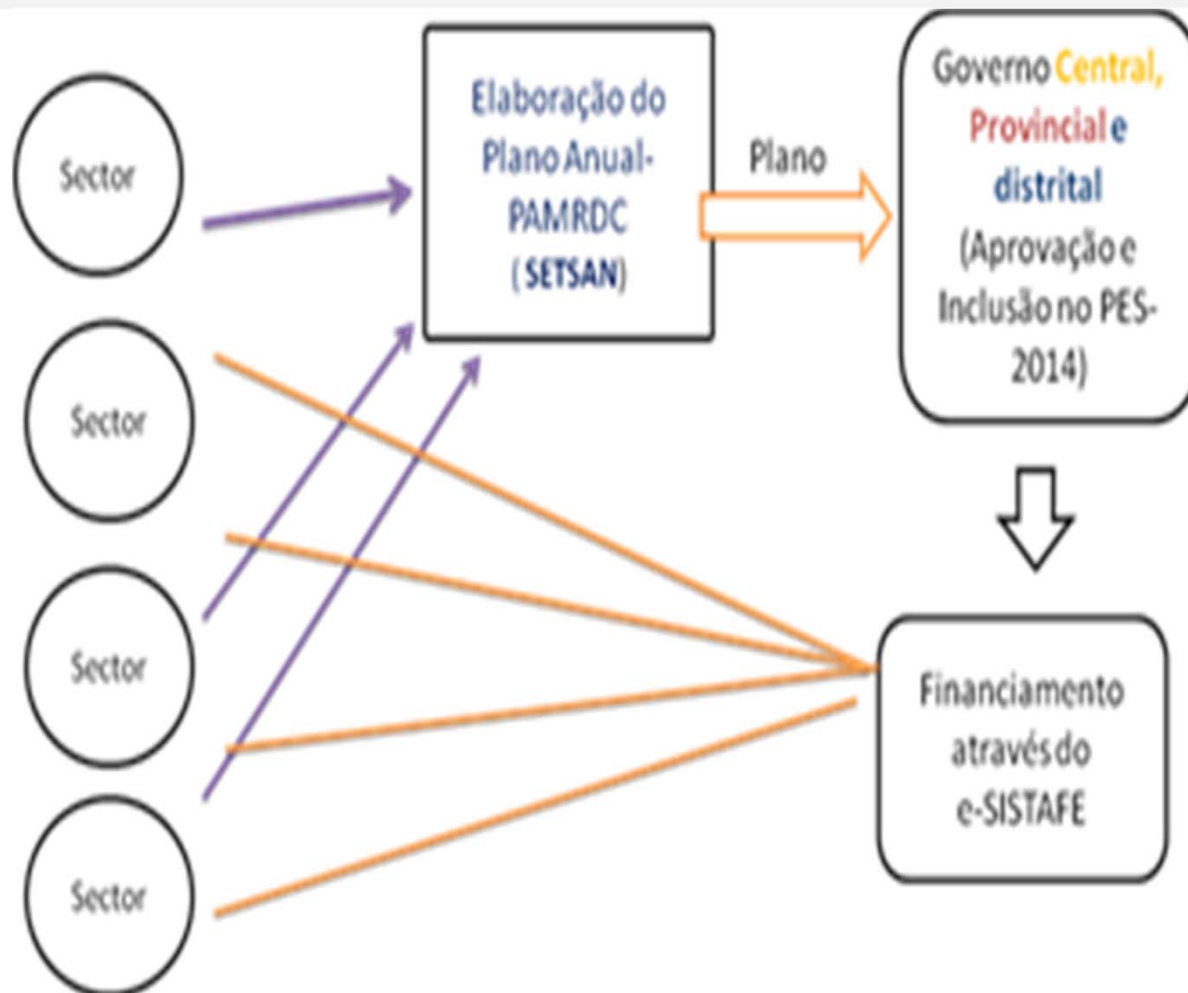 Sector
Sector
Sector
Sector
Elaboração do
Plano Anual-
PAMRDC
( SETSAN)
Plano
Governo Central,
Provincial e
distrital
(Aprovação e
Inclusão no PES-
2014)
Financiamento
através do
e-SISTAFE